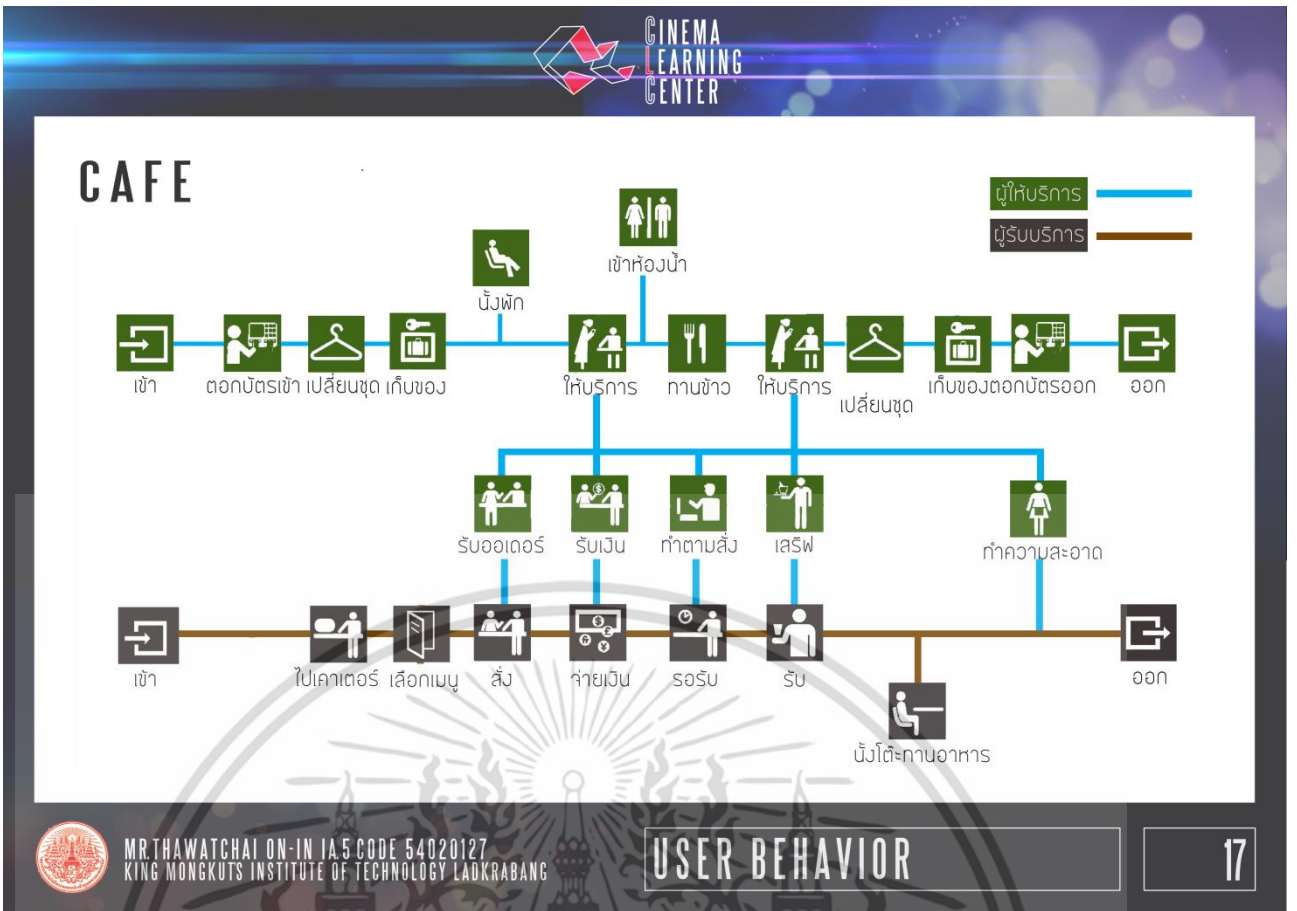 CINEMA
LEARNING
CENTER
CAFE
ผู้ให้บริการ
ผู้รับบริการ
เข้าห้องน้ำ
นั้งพัก
เข้า
ตอกบัตรเข้า
เปลี่ยนชุด
เก็บของ
ให้บริการ
ทานข้าว
ให้บริการ
เปลี่ยนชุด
เก็บของ
ตอกบัตรออก
ออก
รับออเดอร์
รับเงิน
ทำตามสั่ง
เสริฟ
ทำความสะอาด
เข้า
ไปเคาเตอร์
เลือกเมนู
สั่ง
จ่ายเงิน
รอรับ
รับ
ออก
นั้งโต๊ะทานอาหาร
MR.THAWATCHAI ON-IN IA.5 CODE 54020127
KING MONGKUTS INSTITUTE OF TECHNOLOGY LADKRABANG
USER BEHAVIOR
17